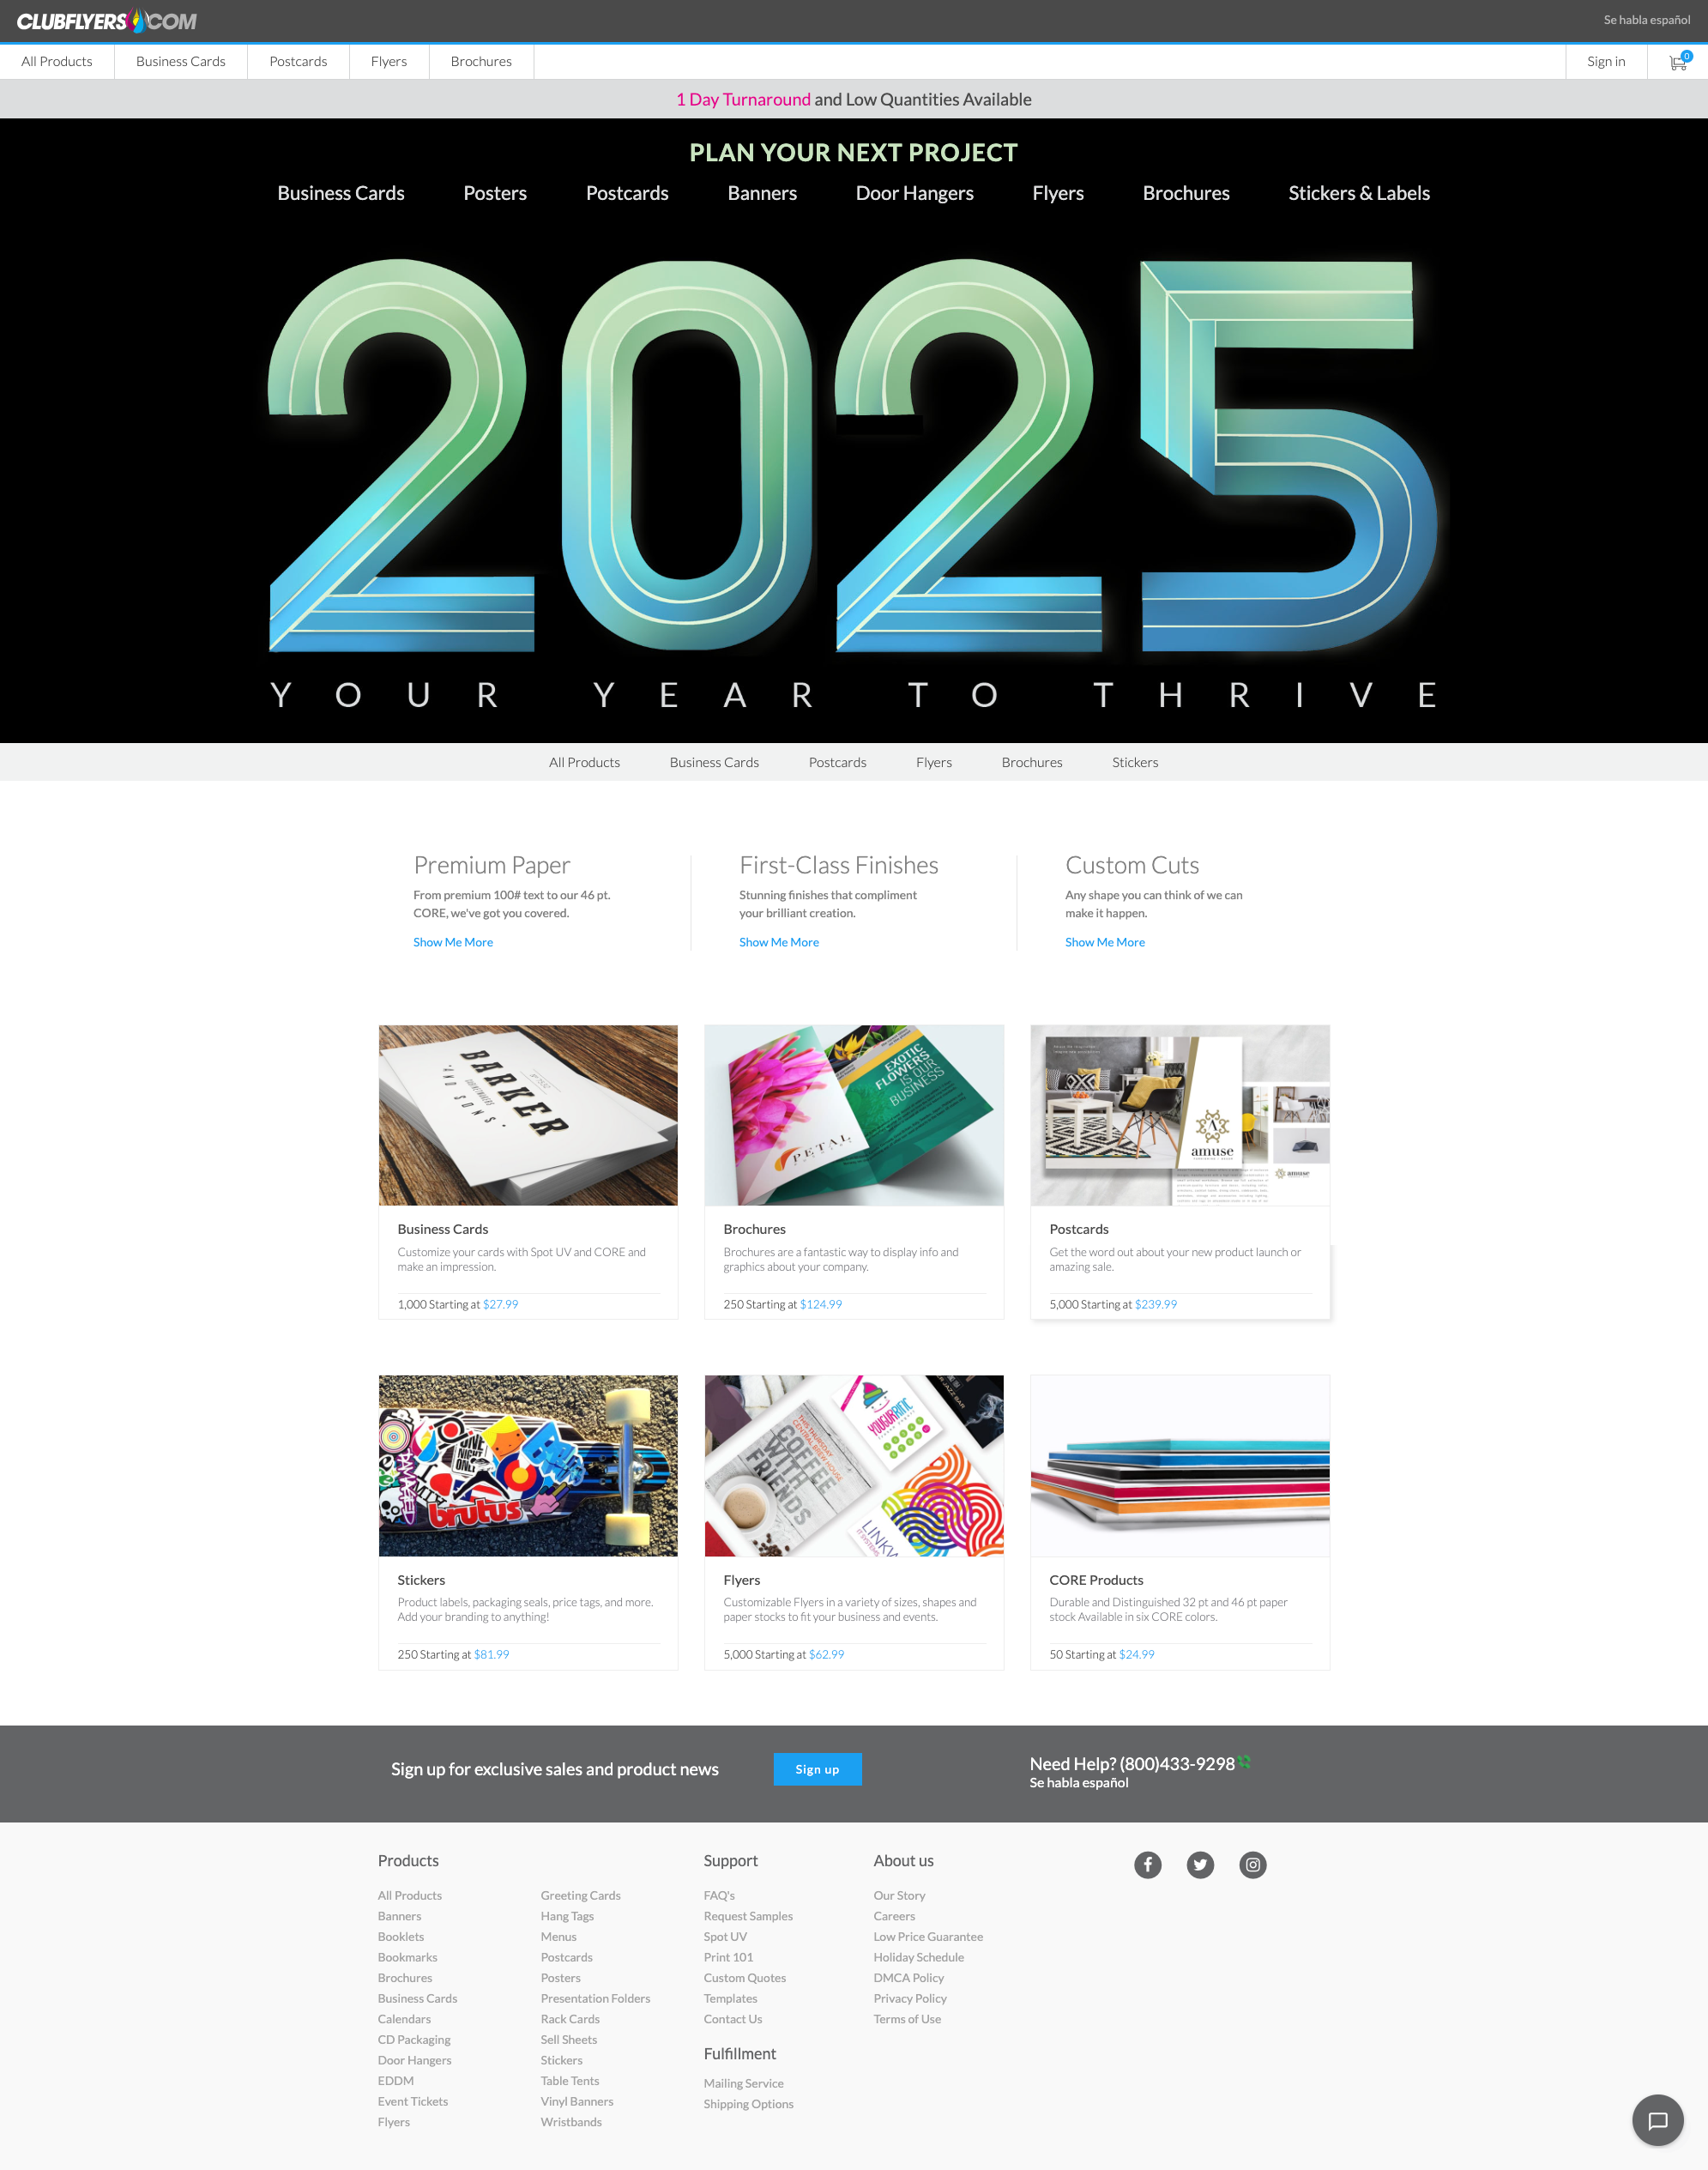 CLUBFLYERS.COM
Se habla español
All Products
Business Cards
Postcards
Flyers
Brochures
Sign in
0
1 Day Turnaround and Low Quantities Available
PLAN YOUR NEXT PROJECT
Business Cards
Posters
Postcards
Banners
Door Hangers
Flyers
Brochures
Stickers & Labels
2025
YOUR YEAR TO THRIVE
All Products
Business Cards
Postcards
Flyers
Brochures
Stickers
Premium Paper
From premium 100# text to our 46 pt.
CORE, we've got you covered.
Show Me More
First-Class Finishes
Stunning finishes that compliment
your brilliant creation.
Show Me More
Custom Cuts
Any shape you can think of we can
make it happen.
Show Me More
BARKER
"AND SONS"
Business Cards
Customize your cards with Spot UV and CORE and
make an impression.
1,000 Starting at $27.99
EXOTIC
FLOWERS
IS OUR
BUSINESS
PETAL
Brochures
Brochures are a fantastic way to display info and
graphics about your company.
250 Starting at $124.99
A
amuse
amuse
Postcards
Get the word out about your new product launch or
amazing sale.
5,000 Starting at $239.99
ONE
NIGHT
ONLY
brutus
Stickers
Product labels, packaging seals, price tags, and more.
Add your branding to anything!
250 Starting at $81.99
THIS THURSDAY
CENTRAL BREW HOUSE
COFFEE
WITH
FRIENDS
JAZZ BAR
IT SYSTEMS
Flyers
Customizable Flyers in a variety of sizes, shapes and
paper stocks to fit your business and events.
5,000 Starting at $62.99
CORE Products
Durable and Distinguished 32 pt and 46 pt paper
stock Available in six CORE colors.
50 Starting at $24.99
Sign up for exclusive sales and product news
Sign up
Need Help? (800)433-9298
Se habla español
Products
All Products
Banners
Booklets
Bookmarks
Brochures
Business Cards
Calendars
CD Packaging
Door Hangers
EDDM
Event Tickets
Flyers
Greeting Cards
Hang Tags
Menus
Postcards
Posters
Presentation Folders
Rack Cards
Sell Sheets
Stickers
Table Tents
Vinyl Banners
Wristbands
Support
FAQ's
Request Samples
Spot UV
Print 101
Custom Quotes
Templates
Contact Us
Fulfillment
Mailing Service
Shipping Options
About us
Our Story
Careers
Low Price Guarantee
Holiday Schedule
DMCA Policy
Privacy Policy
Terms of Use